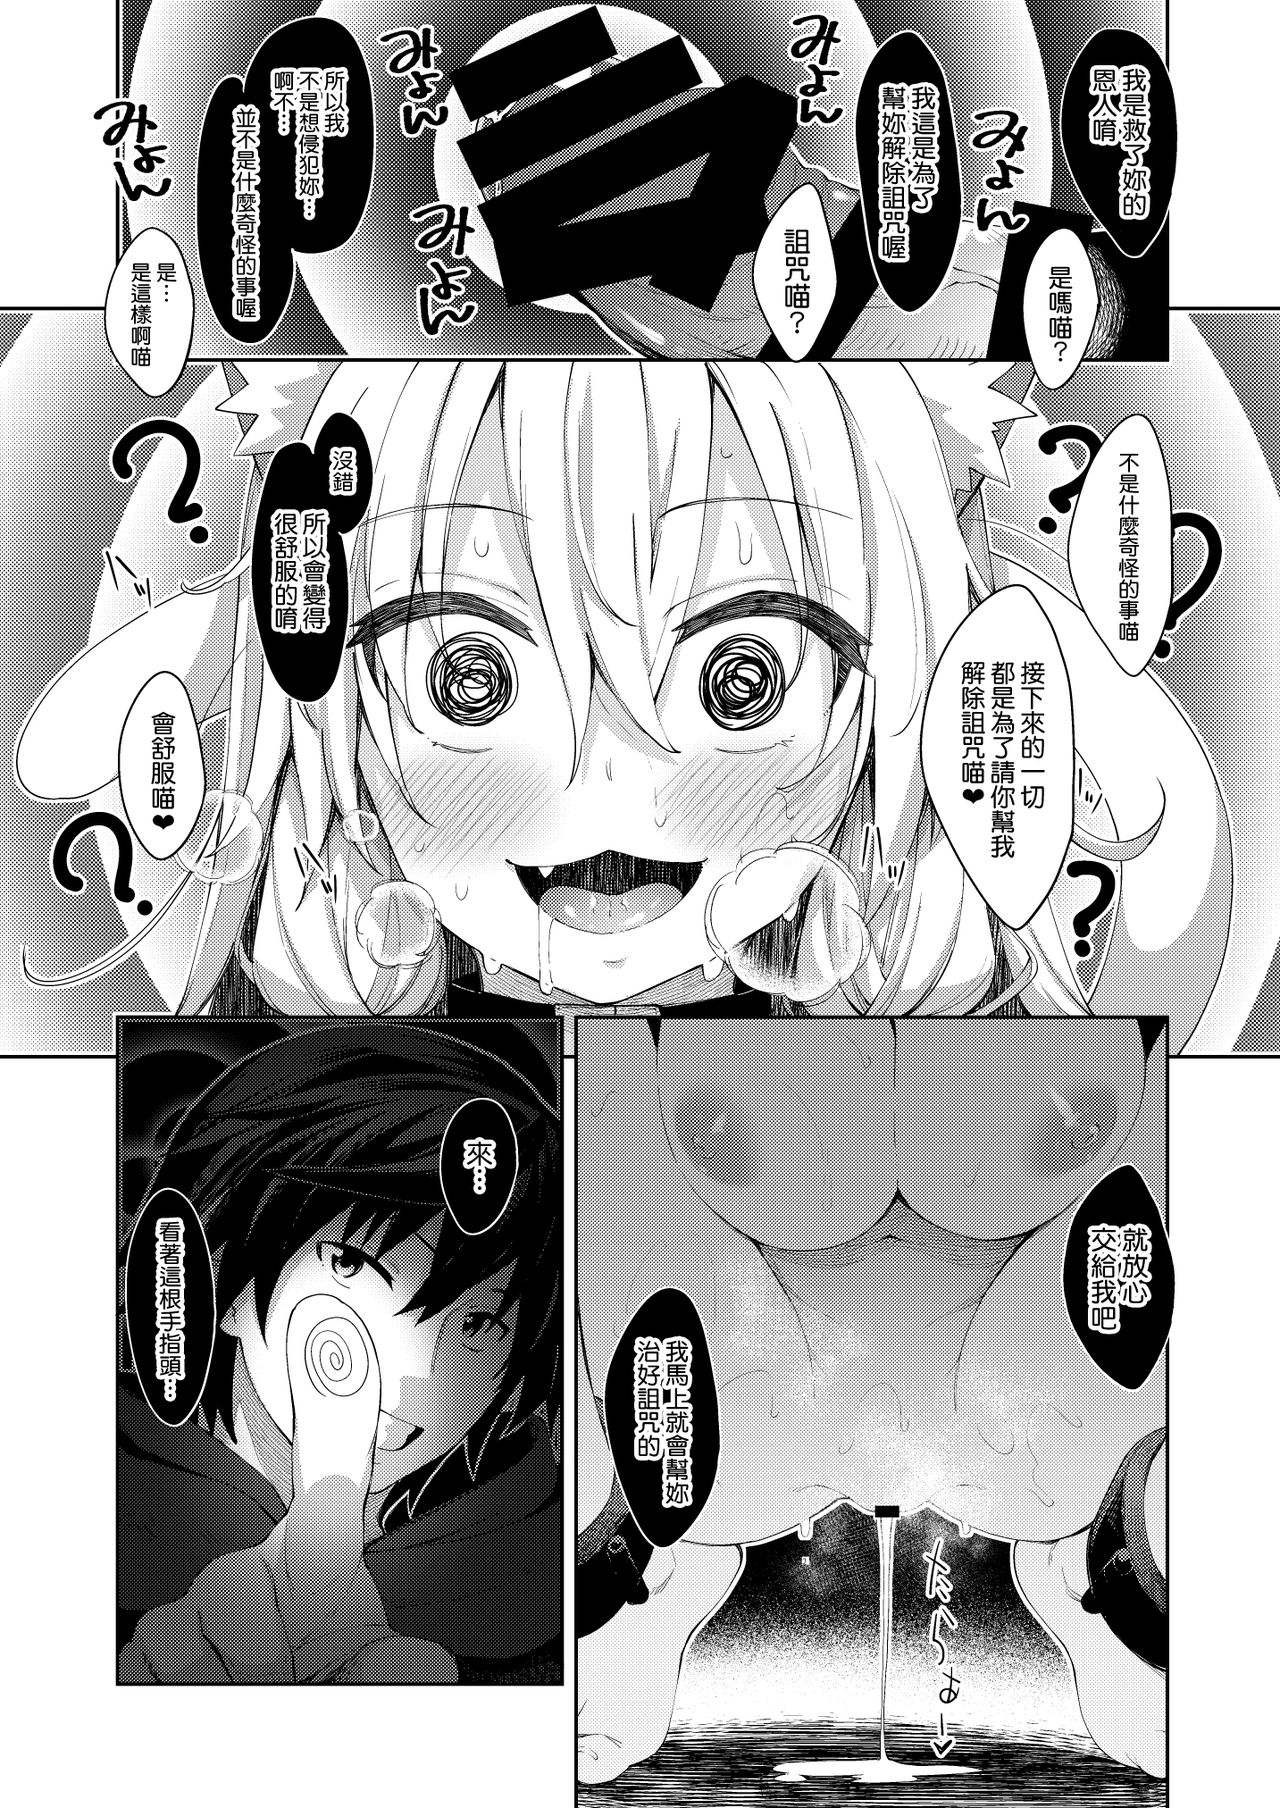 我是救了妳的
恩人唷
是嗎喵？
我這是為了
幫妳解除詛咒喔
詛咒喵？
所以我
不是想侵犯妳…
啊不…
並不是什麼奇怪的事喔
是…
是這樣啊喵
みょん
みょん
みょん
みょん
みょん
不是什麼奇怪的事喵
接下來的一切
都是為了請你幫我
解除詛咒喵❤
沒錯
所以會變得
很舒服的唷
會舒服喵❤
？
？
？
？
？
就放心
交給我吧
我馬上就會幫妳
治好詛咒的
たらぁー♡
來…
看著這根手指頭…